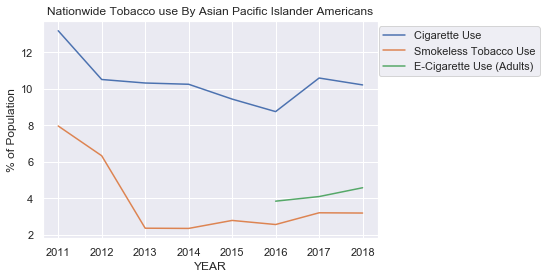 Nationwide Tobacco use By Asian Pacific Islander Americans
Cigarette Use
Smokeless Tobacco Use
E-Cigarette Use (Adults)
% of Population
12
10
8
6
4
2
2011 2012 2013 2014 2015 2016 2017 2018
YEAR